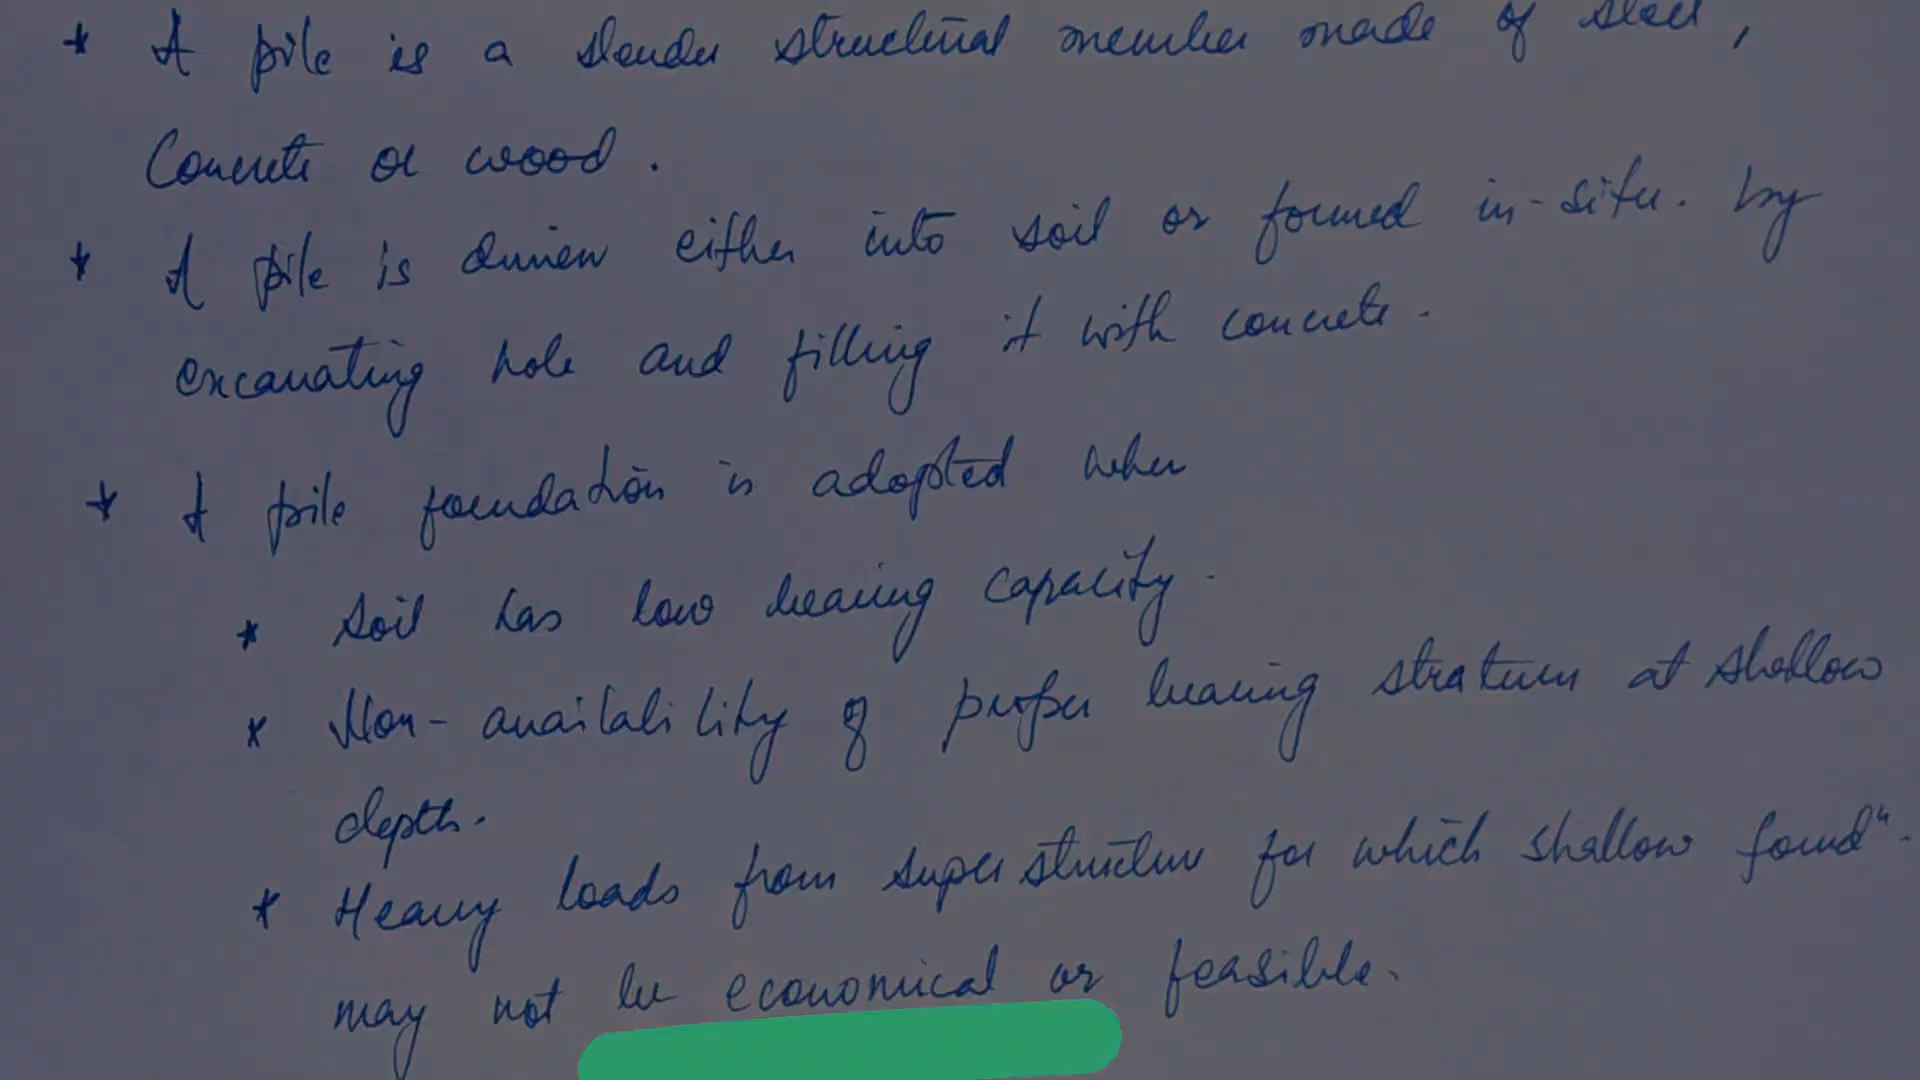 * A pile is a slender structural member made of steel,
Concrete or wood.
* A pile is driven either into soil or formed in-situ. by
excavating hole and filling it with concrete.
* A pile foundation is adopted when
* Soil has low bearing capacity.
* Non-availability of proper bearing stratum at shallow
depth.
* Heavy loads from superstructure for which shallow foundⁿ.
may not be economical or feasible.